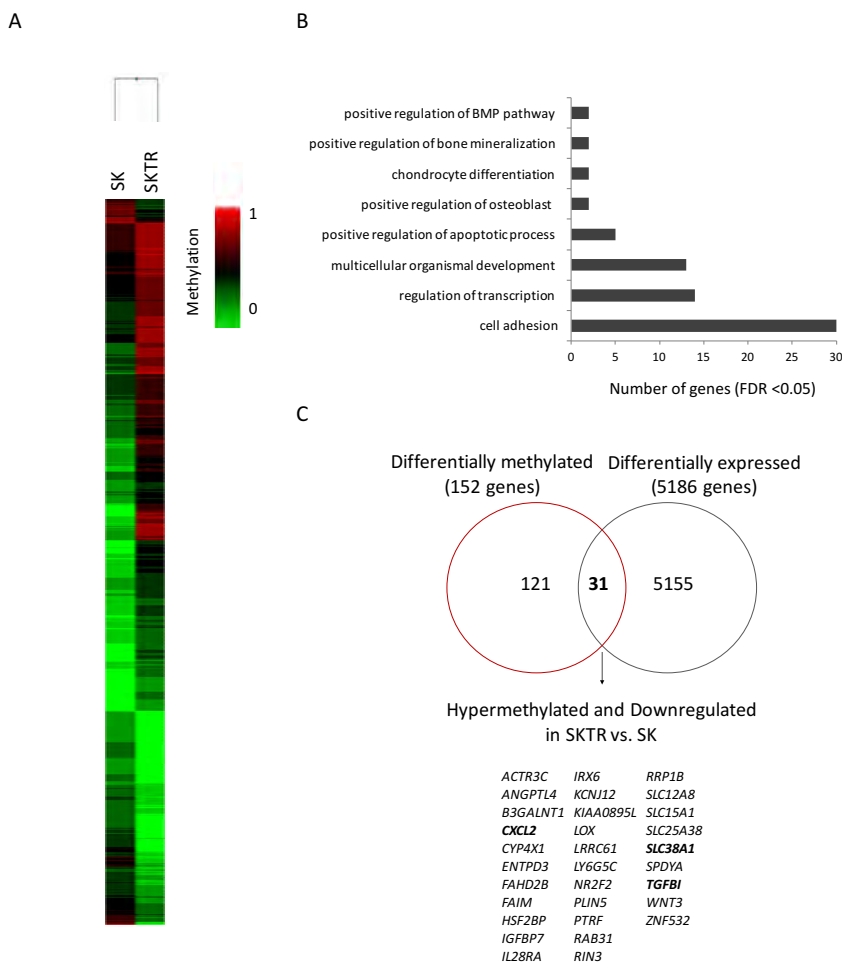 A
SK
SKTR
Methylation
1
0
B
positive regulation of BMP pathway
positive regulation of bone mineralization
chondrocyte differentiation
positive regulation of osteoblast
positive regulation of apoptotic process
multicellular organismal development
regulation of transcription
cell adhesion
0 5 10 15 20 25 30
Number of genes (FDR <0.05)
C
Differentially methylated
(152 genes)
Differentially expressed
(5186 genes)
121 31 5155
Hypermethylated and Downregulated
in SKTR vs. SK
ACTR3C IRX6 RRP1B
ANGPTL4 KCNJ12 SLC12A8
B3GALNT1 KIAA0895L SLC15A1
CXCL2 LOX SLC25A38
CYP4X1 LRRC61 SLC38A1
ENTPD3 LY6G5C SPDYA
FAHD2B NR2F2 TGFBI
FAIM PLIN5 WNT3
HSF2BP PTRF ZNF532
IGFBP7 RAB31
IL28RA RIN3